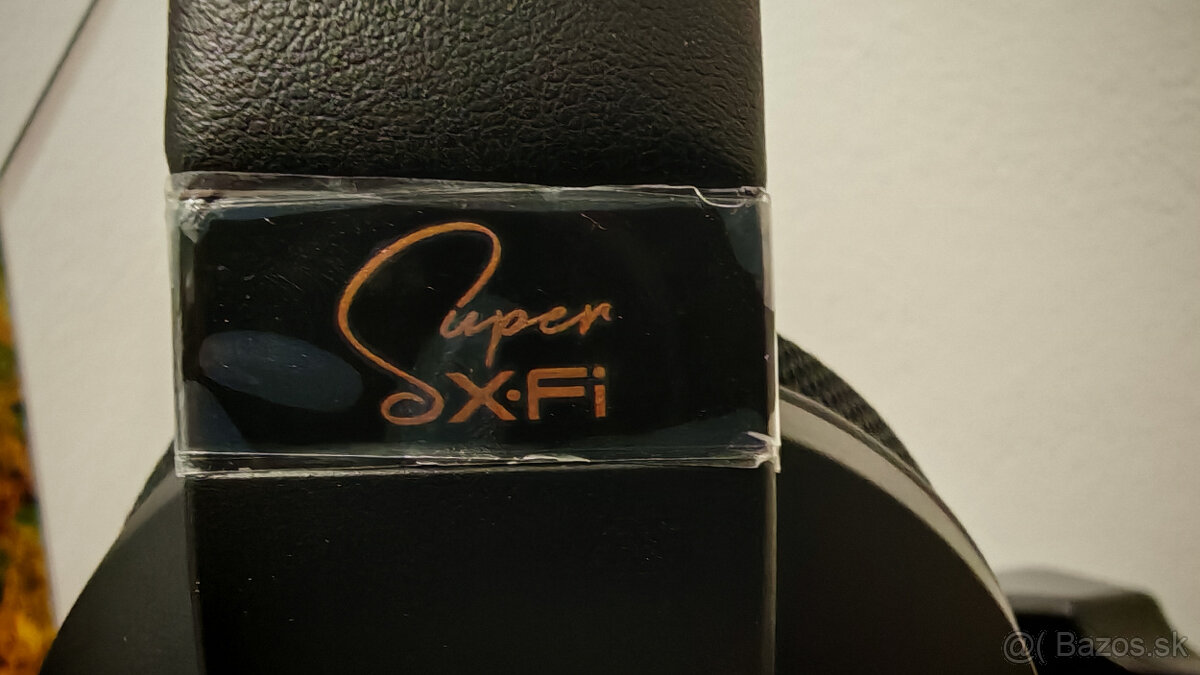 Super
X·Fi
@( Bazos.sk